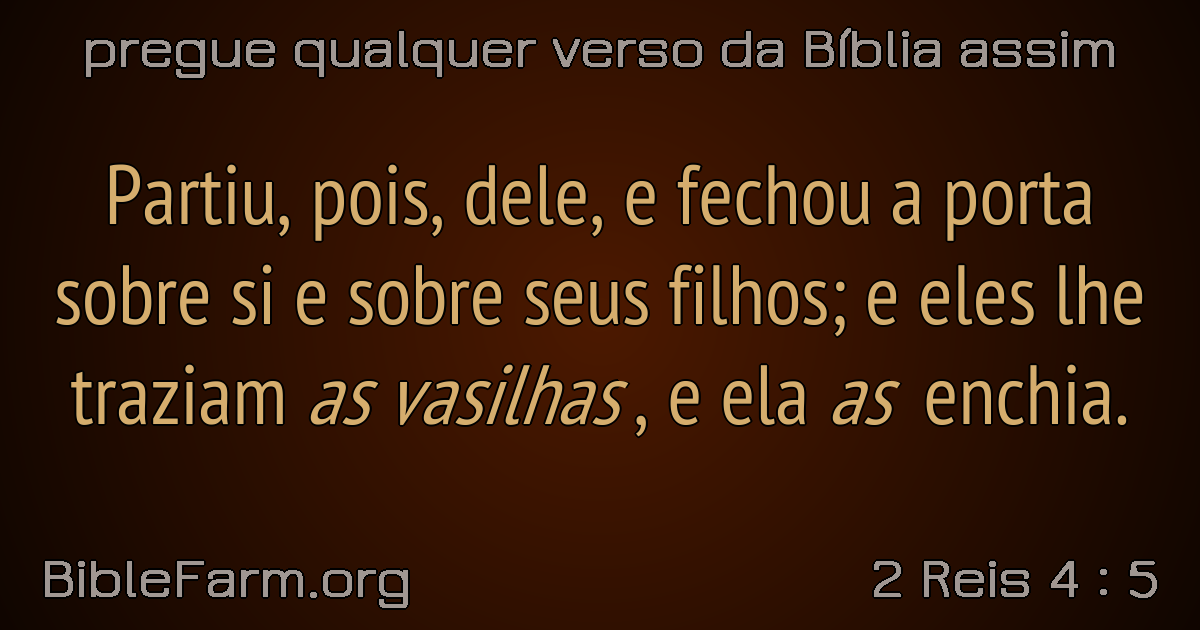 pregue qualquer verso da Bíblia assim
Partiu, pois, dele, e fechou a porta
sobre si e sobre seus filhos; e eles lhe
traziam as vasilhas, e ela as enchia.
BibleFarm.org
2 Reis 4 : 5